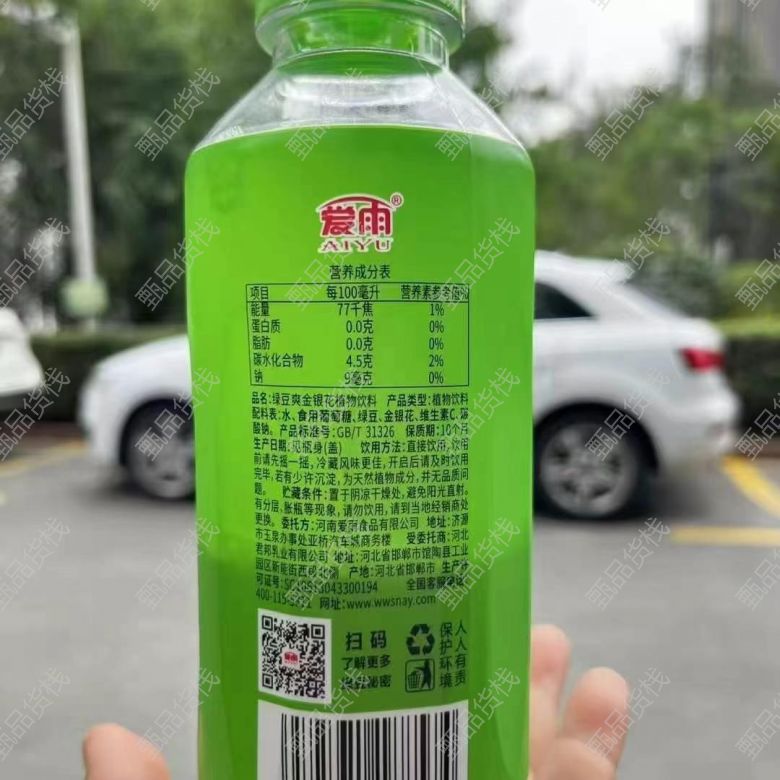 爱雨®
AIYU
营养成分表
项目 每100毫升 营养素参考值%
能量 77千焦 1%
蛋白质 0.0克 0%
脂肪 0.0克 0%
碳水化合物 4.5克 2%
钠 9毫克 0%
品名:绿豆爽金银花植物饮料 产品类型:植物饮料
配料表:水、食用葡萄糖、绿豆、金银花、维生素C、碳
酸钠。产品标准号:GB/T 31326 保质期:10个月
生产日期:见瓶身(盖) 饮用方法:直接饮用,饮用
前请先摇一摇,冷藏风味更佳,开启后请及时饮用
完毕,若有少许沉淀,为天然植物成分,并无品质问
题。 贮藏条件:置于阴凉干燥处,避免阳光直射。
有分层,胀瓶等现象,请勿饮用,请到当地经销商处
更换。 委托方:河南爱雨食品有限公司 地址:济源
市玉泉办事处亚桥汽车城商务楼 受委托商:河北
君邦乳业有限公司 地址:河北省邯郸市馆陶县工业
园区新能街西 产地:河北省邯郸市 生产许
可证号: 全国客服电话
400-115- 网址:www.wwsnay.com
扫码
了解更多
秘密
保护环境
人人有责
甄品货栈